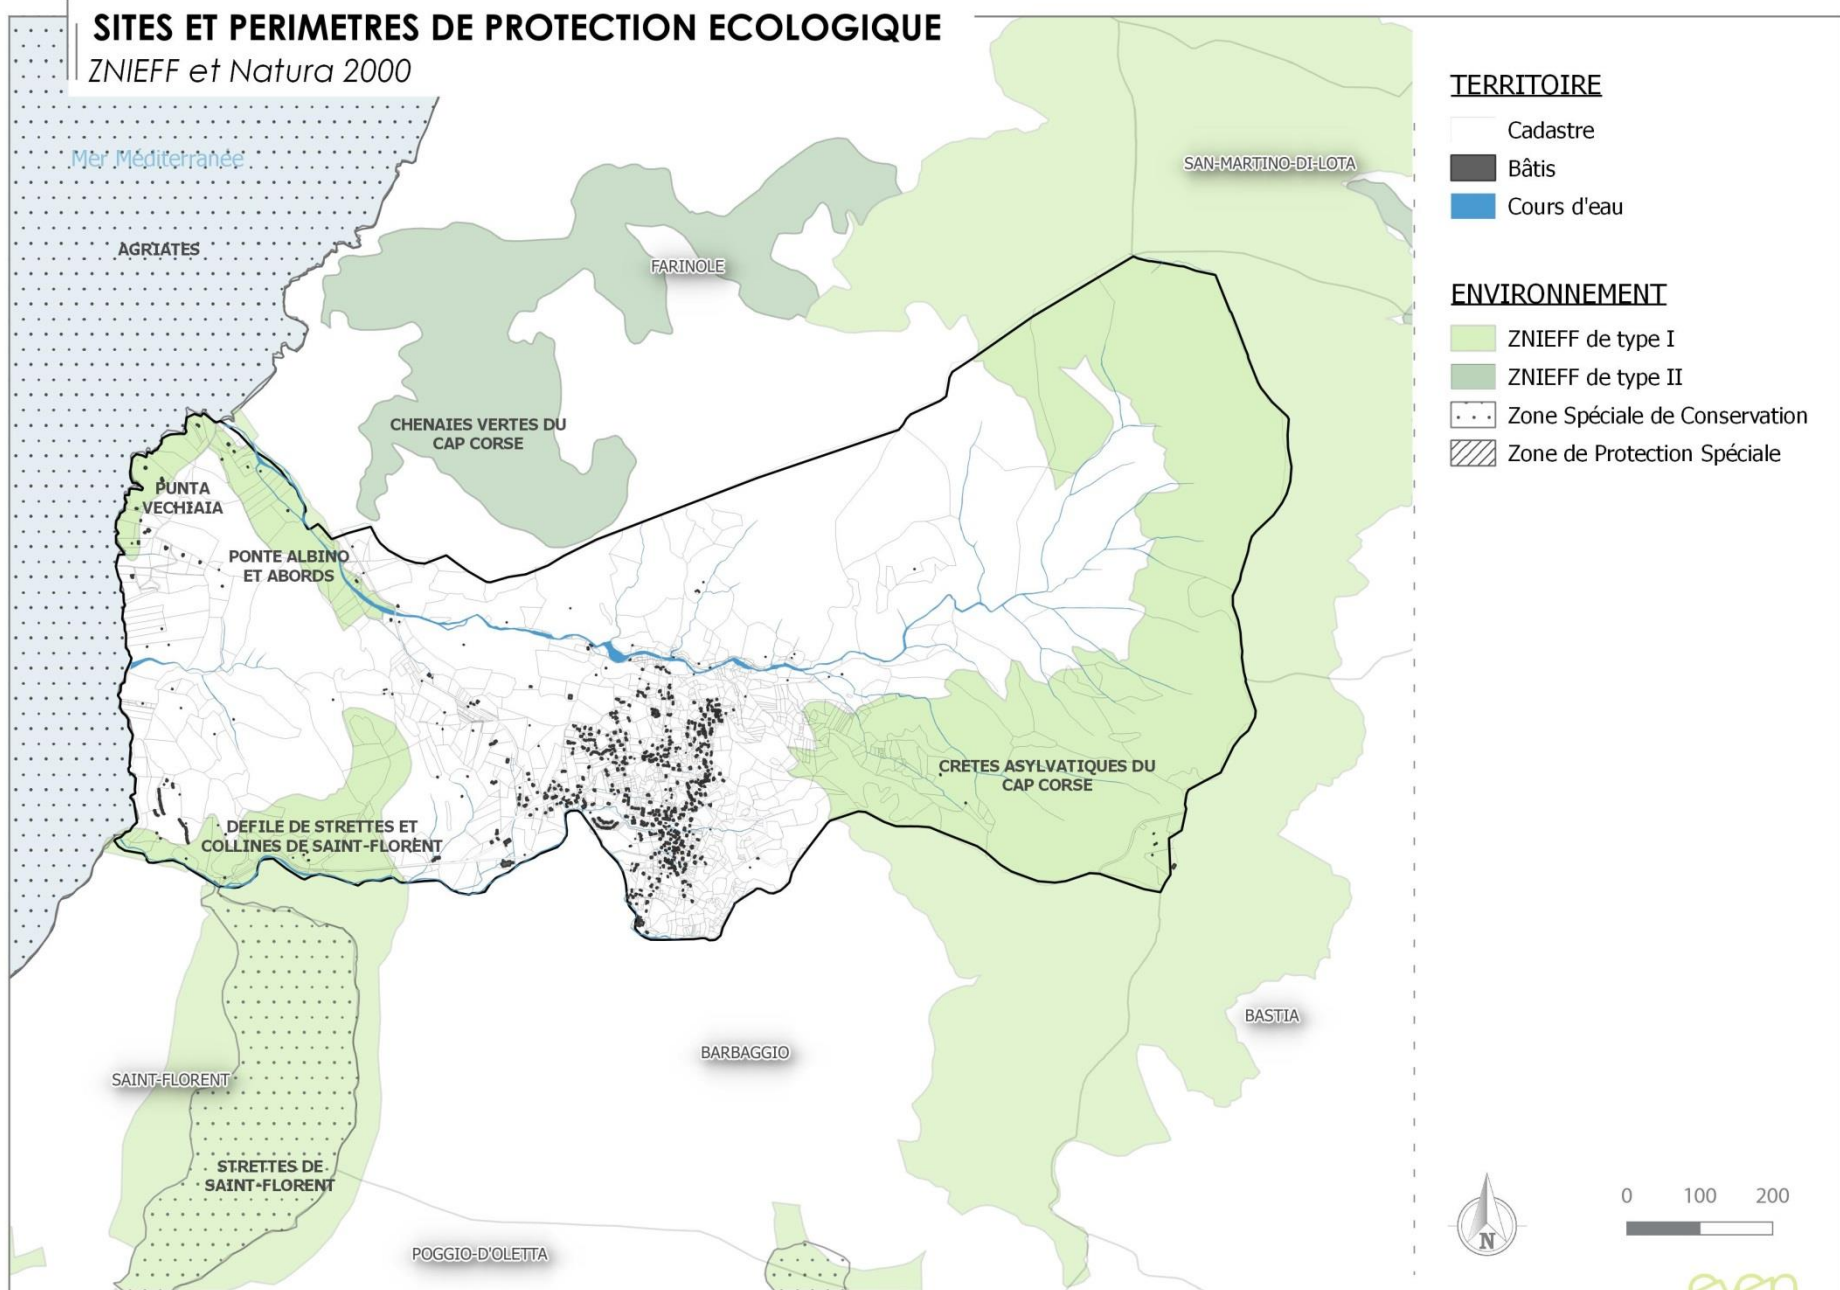 SITES ET PERIMETRES DE PROTECTION ECOLOGIQUE
ZNIEFF et Natura 2000
Mer Méditerranée
AGRIATES
SAN-MARTINO-DI-LOTA
FARINOLE
CHENAIES VERTES DU
CAP CORSE
PUNTA
VECHIAIA
PONTE ALBINO
ET ABORDS
CRETES ASYLVATIQUES DU
CAP CORSE
DEFILE DE STRETTES ET
COLLINES DE SAINT-FLORENT
BASTIA
BARBAGGIO
SAINT-FLORENT
STRETTES DE
SAINT-FLORENT
POGGIO-D'OLETTA
TERRITOIRE
Cadastre
Bâtis
Cours d'eau
ENVIRONNEMENT
ZNIEFF de type I
ZNIEFF de type II
Zone Spéciale de Conservation
Zone de Protection Spéciale
N
0 100 200
even